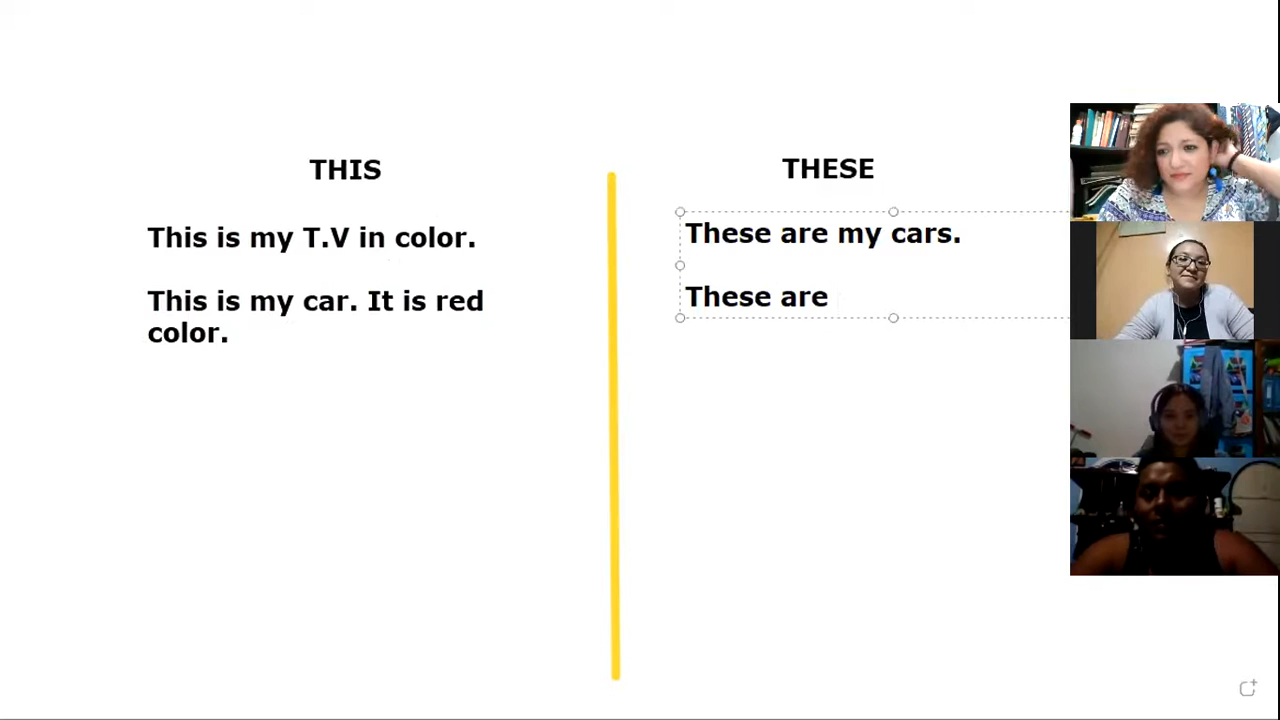 THIS
This is my T.V in color.
This is my car. It is red
color.
THESE
These are my cars.
These are